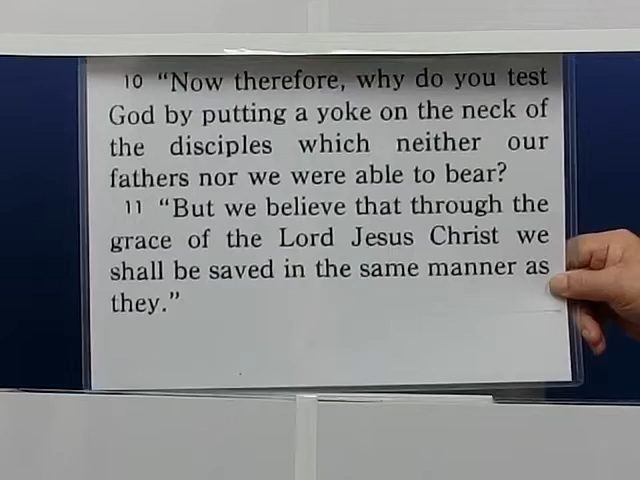 10 “Now therefore, why do you test
God by putting a yoke on the neck of
the disciples which neither our
fathers nor we were able to bear?
11 “But we believe that through the
grace of the Lord Jesus Christ we
shall be saved in the same manner as
they.”